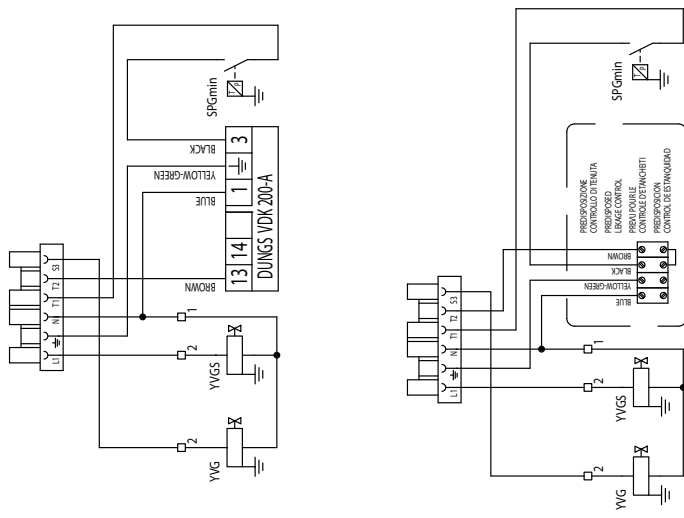 SPGmin
T p
BLACK
YELLOW-GREEN
BLUE
BROWN
3
1
13 14
DUNGS VDK 200-A
S3
T2
T1
N
L1
1
2
YVGS
2
YVG
SPGmin
T p
PREDISPOSIZIONE
CONTROLLO DI TENUTA
PREDISPOSED
LEKAGE CONTROL
PREVU POUR LE
CONTROLE D'ETANCHEITI
PREDISPOSICION
CONTROL DE ESTANQUIDAD
BROWN
BLACK
YELLOW-GREEN
BLUE
S3
T2
T1
N
L1
1
2
YVGS
2
YVG